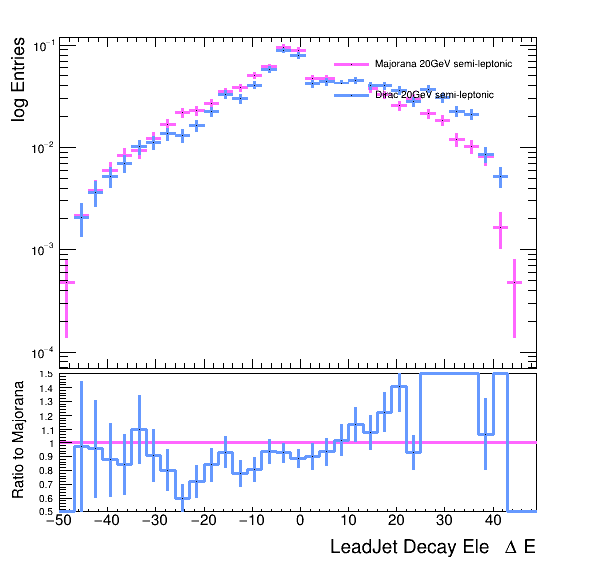 log Entries
10⁻¹
10⁻²
10⁻³
10⁻⁴
Majorana 20GeV semi-leptonic
Dirac 20GeV semi-leptonic
Ratio to Majorana
1.5
1.4
1.3
1.2
1.1
1
0.9
0.8
0.7
0.6
0.5
−50 −40 −30 −20 −10 0 10 20 30 40
LeadJet Decay Ele Δ E